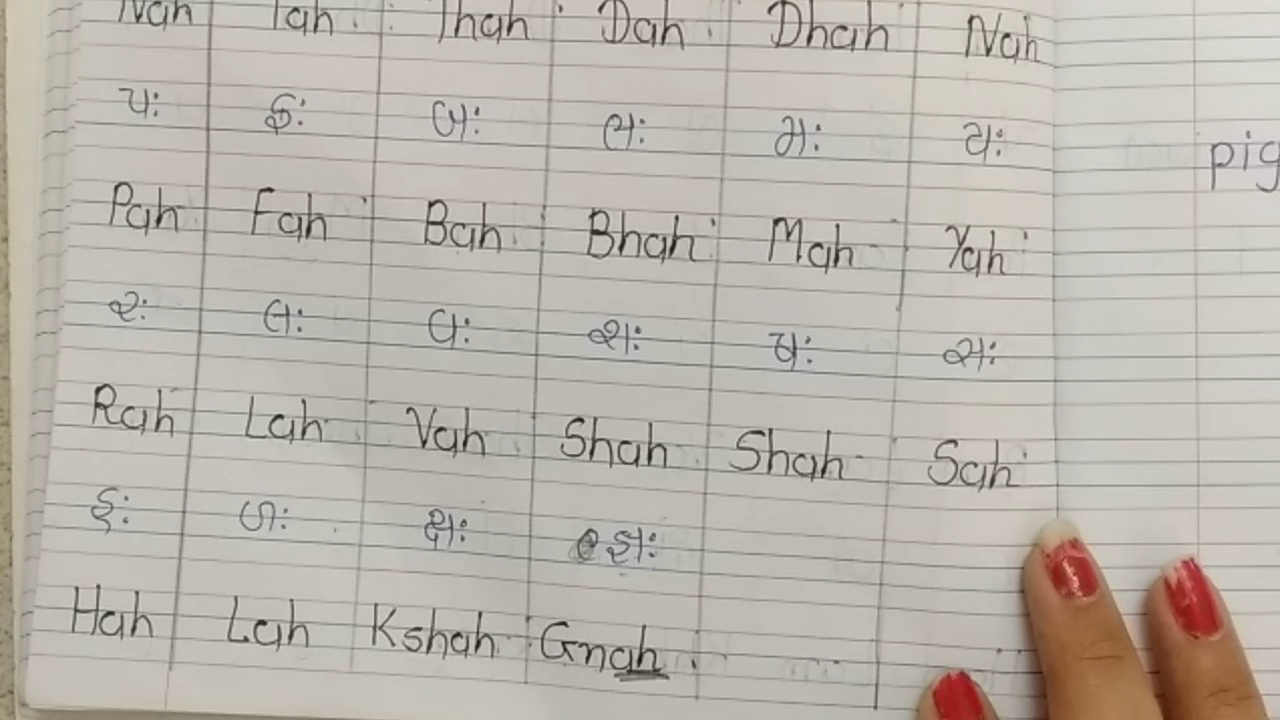 Nah Tah Thah Dah Dhah Nah
પઃ ફઃ બઃ ભઃ મઃ યઃ
Pah Fah Bah Bhah Mah Yah
રઃ લઃ વઃ શઃ ષઃ સઃ
Rah Lah Vah Shah Shah Sah
હઃ ળઃ ક્ષઃ જ્ઞઃ
Hah Lah Kshah Gnah
pig